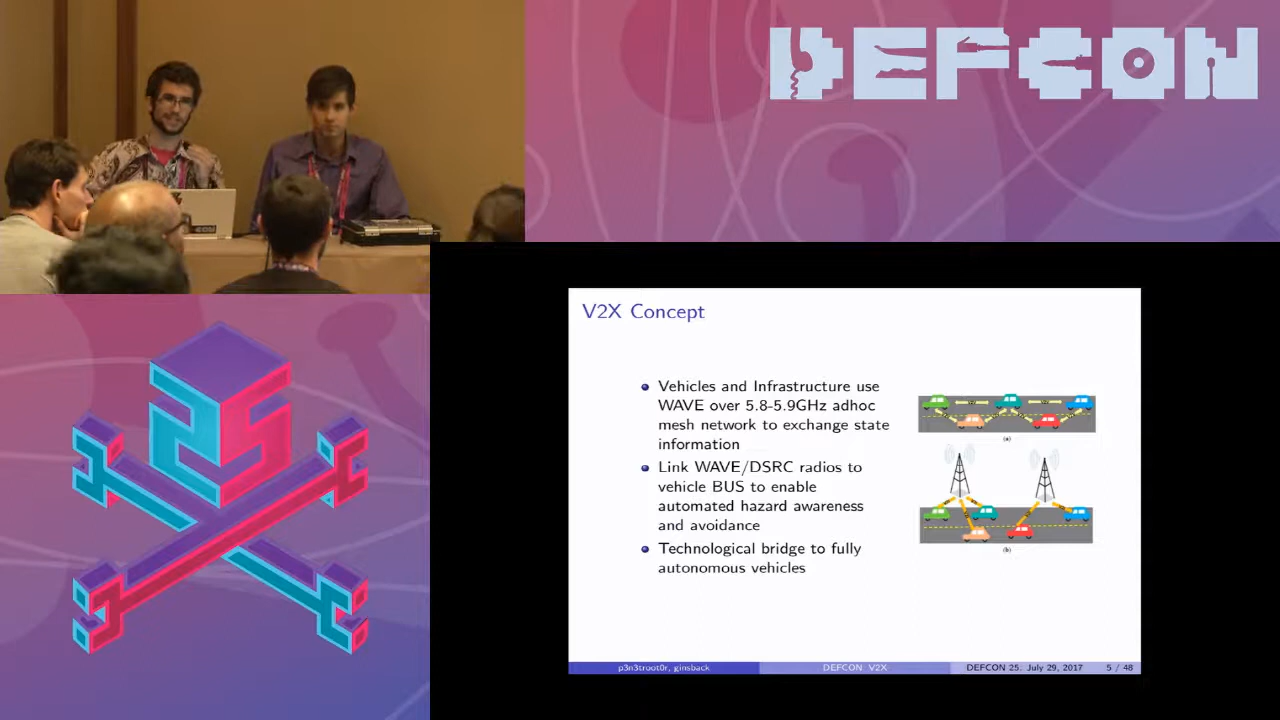 DEFCON
DEFCON
V2X Concept
Vehicles and Infrastructure use
WAVE over 5.8-5.9GHz adhoc
mesh network to exchange state
information
Link WAVE/DSRC radios to
vehicle BUS to enable
automated hazard awareness
and avoidance
Technological bridge to fully
autonomous vehicles
(a)
(b)
p3n3troot0r, ginsback
DEFCON V2X
DEFCON 25. July 29, 2017
5 / 48